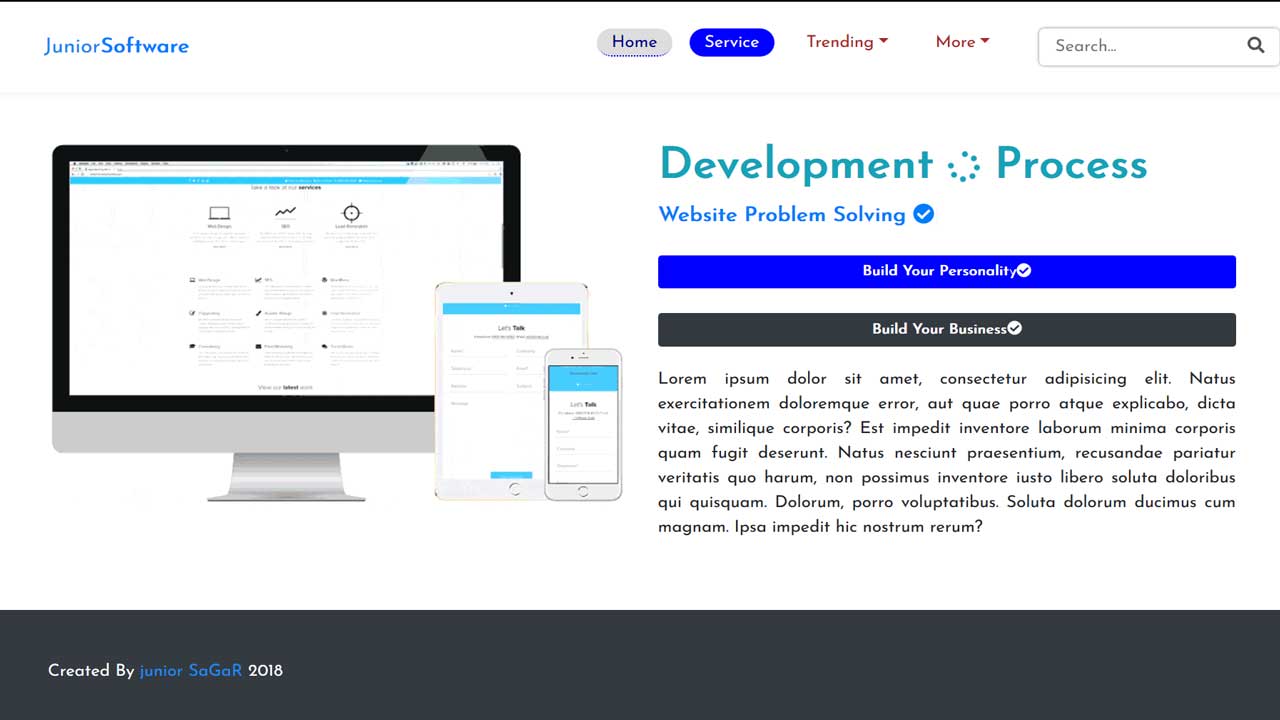 JuniorSoftware
Home Service Trending More Search...
Development Process
Website Problem Solving
Build Your Personality
Build Your Business
Lorem ipsum dolor sit amet, consectetur adipisicing elit. Natus
exercitationem doloremque error, aut quae porro atque explicabo, dicta
vitae, similique corporis? Est impedit inventore laborum minima corporis
quam fugit deserunt. Natus nesciunt praesentium, recusandae pariatur
veritatis quo harum, non possimus inventore iusto libero soluta doloribus
qui quisquam. Dolorum, porro voluptatibus. Soluta dolorum ducimus cum
magnam. Ipsa impedit hic nostrum rerum?
Take a look at our services
Web Design SEO Lead Generation
View our latest work
Let's Talk
Let's Talk
Created By junior SaGaR 2018